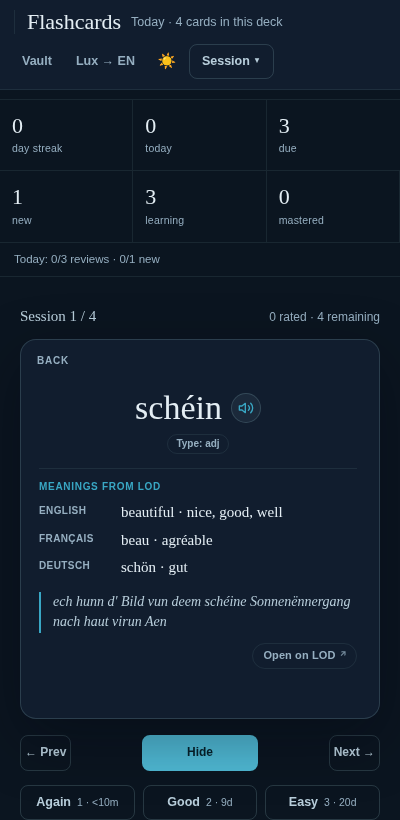 Flashcards Today · 4 cards in this deck
Vault Lux → EN ☀️ Session ▾
0 0 3
day streak today due
1 3 0
new learning mastered
Today: 0/3 reviews · 0/1 new
Session 1 / 4 0 rated · 4 remaining
BACK
schéin
Type: adj
MEANINGS FROM LOD
ENGLISH beautiful · nice, good, well
FRANÇAIS beau · agréable
DEUTSCH schön · gut
ech hunn d' Bild vun deem schéine Sonnenënnergang
nach haut virun Aen
Open on LOD ↗
← Prev Hide Next →
Again 1 · <10m Good 2 · 9d Easy 3 · 20d